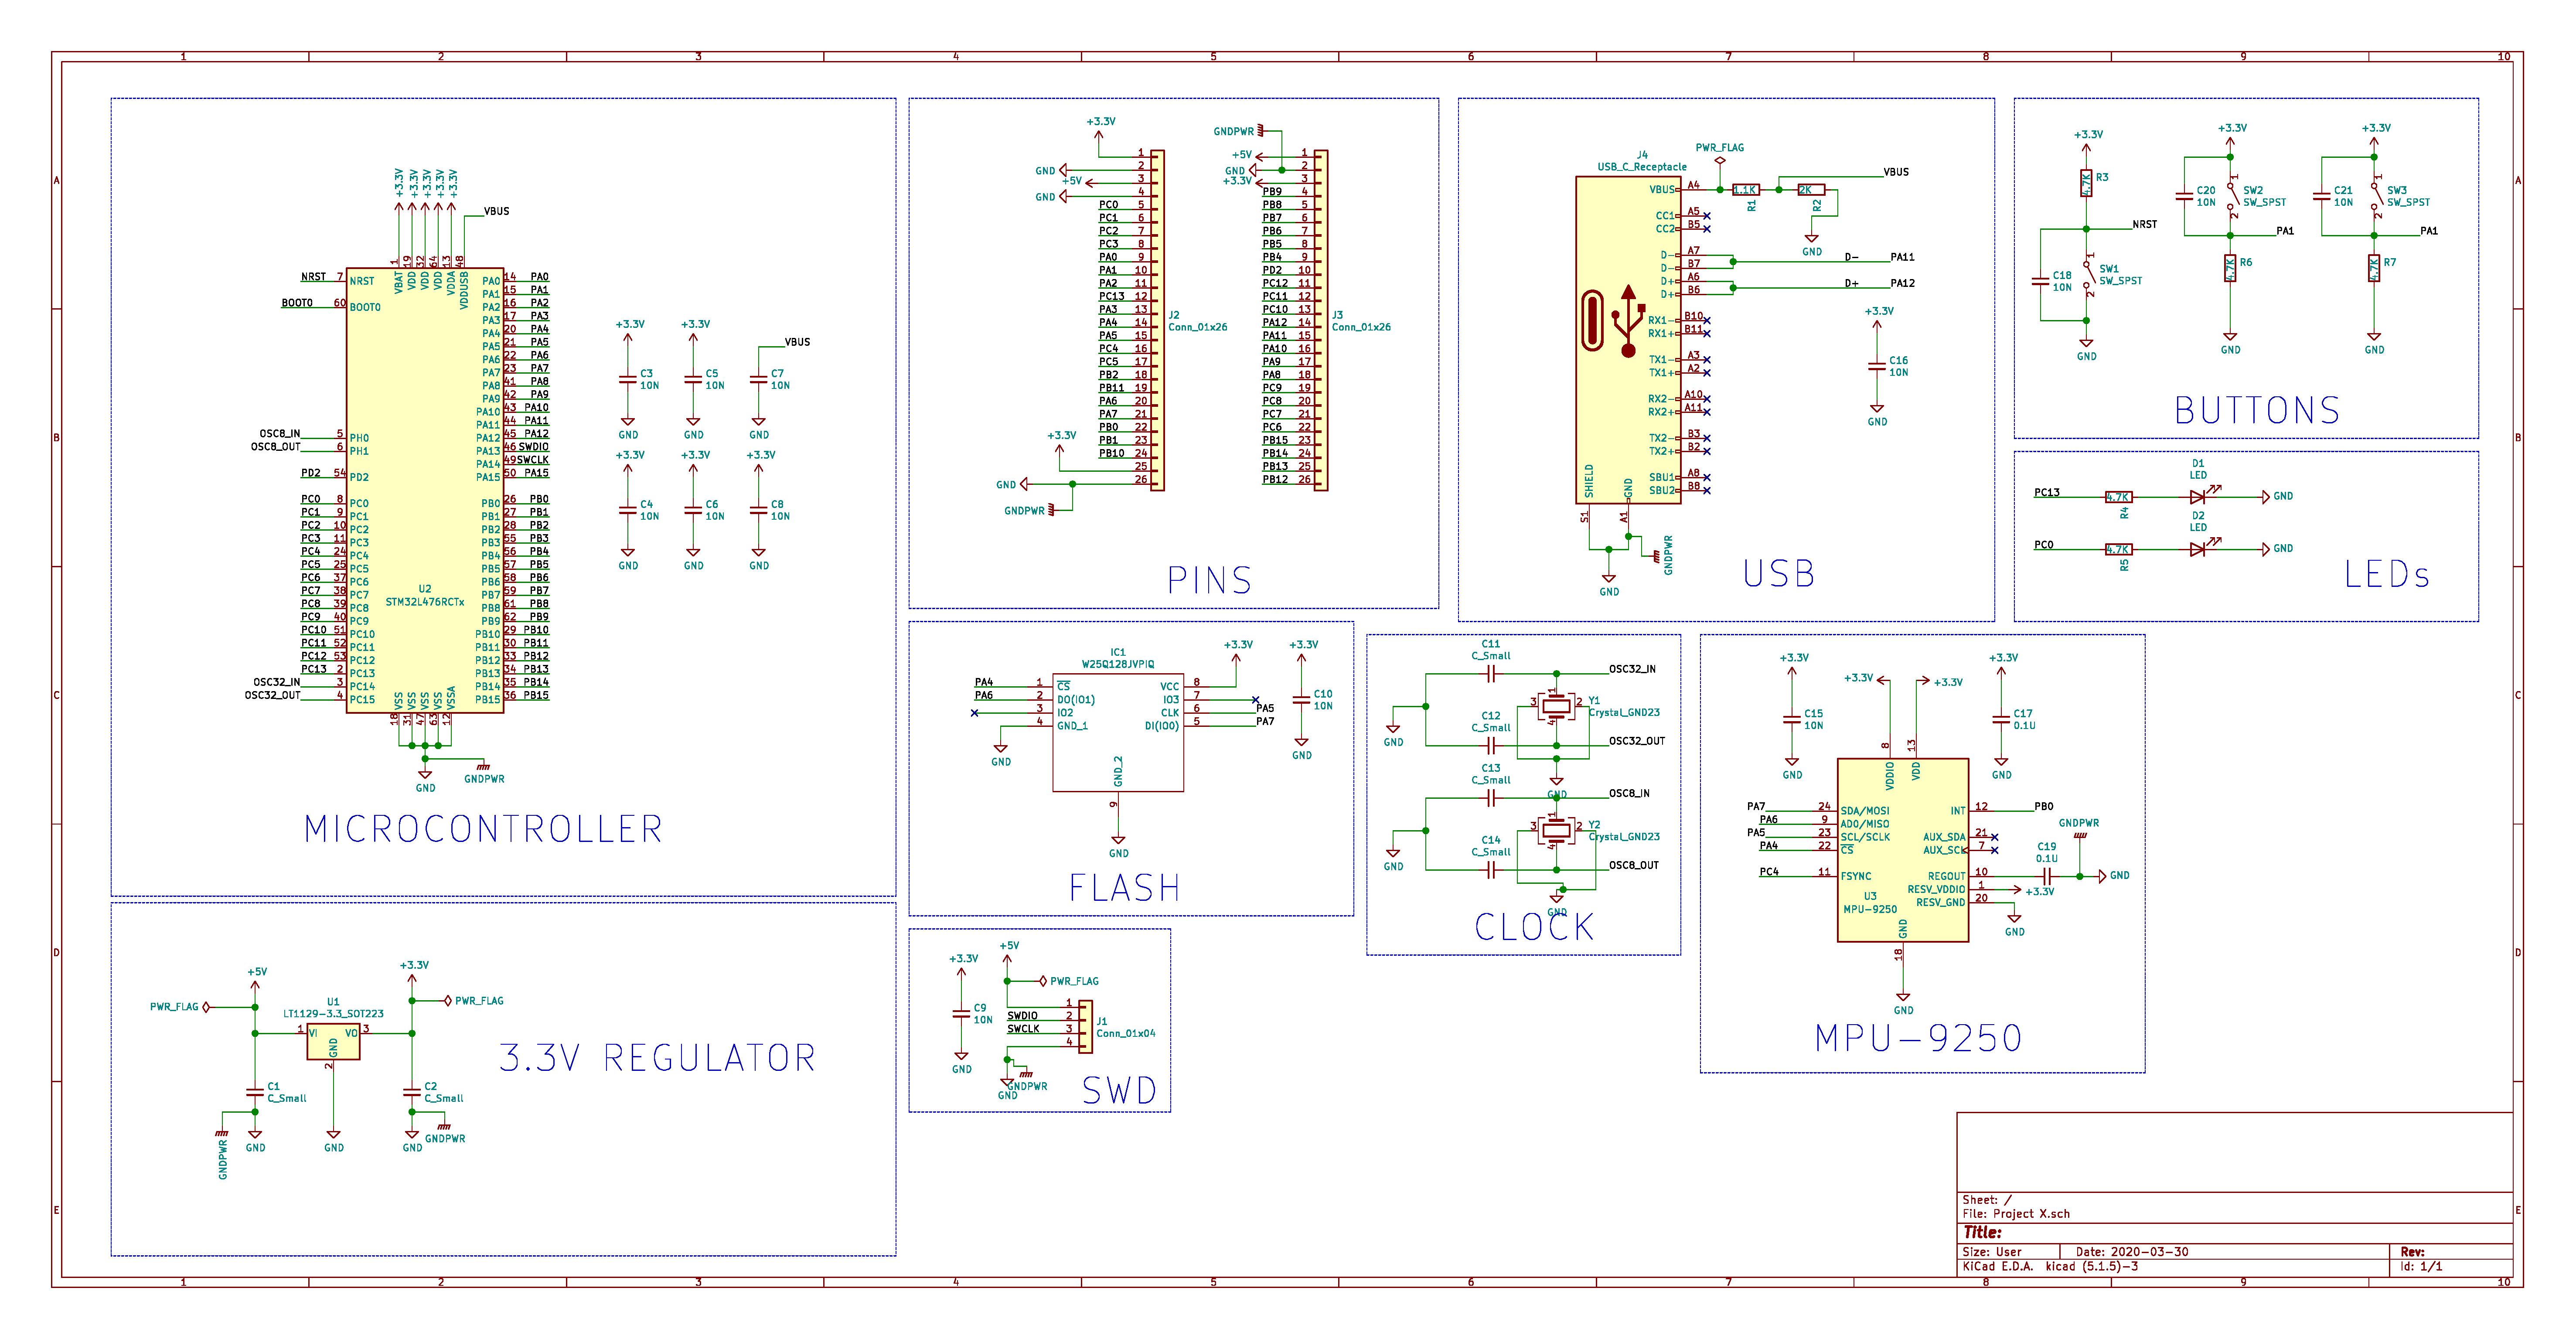 1 2 3 4 5 6 7 8 9 10
A
B
C
D
E
+3.3V +3.3V +3.3V +3.3V +3.3V
VBUS
1 VBAT
19 VDD
32 VDD
64 VDD
13 VDDA
48 VDDUSB
NRST 7 NRST
BOOT0 60 BOOT0
OSC8_IN 5 PH0
OSC8_OUT 6 PH1
PD2 54 PD2
PC0 8 PC0
PC1 9 PC1
PC2 10 PC2
PC3 11 PC3
PC4 24 PC4
PC5 25 PC5
PC6 37 PC6
PC7 38 PC7
PC8 39 PC8
PC9 40 PC9
PC10 51 PC10
PC11 52 PC11
PC12 53 PC12
PC13 2 PC13
OSC32_IN 3 PC14
OSC32_OUT 4 PC15
PA0 14 PA0
PA1 15 PA1
PA2 16 PA2
PA3 17 PA3
PA4 20 PA4
PA5 21 PA5
PA6 22 PA6
PA7 23 PA7
PA8 41 PA8
PA9 42 PA9
PA10 43 PA10
PA11 44 PA11
PA12 45 PA12
PA13 46 SWDIO
PA14 49 SWCLK
PA15 50 PA15
PB0 26 PB0
PB1 27 PB1
PB2 28 PB2
PB3 55 PB3
PB4 56 PB4
PB5 57 PB5
PB6 58 PB6
PB7 59 PB7
PB8 61 PB8
PB9 62 PB9
PB10 29 PB10
PB11 30 PB11
PB12 33 PB12
PB13 34 PB13
PB14 35 PB14
PB15 36 PB15
U2
STM32L476RCTx
VSS 18
VSS 31
VSS 47
VSS 63
VSSA 12
GND
GNDPWR
+3.3V +3.3V VBUS
C3 10N
C5 10N
C7 10N
GND GND GND
+3.3V +3.3V +3.3V
C4 10N
C6 10N
C8 10N
GND GND GND
MICROCONTROLLER
+5V
PWR_FLAG
U1
LT1129-3.3_SOT223
1 VI VO 3
GND
2
+3.3V
PWR_FLAG
C1
C_Small
C2
C_Small
GNDPWR
GND
GND
GND
GNDPWR
3.3V REGULATOR
+3.3V
1
GND 2
+5V 3
GND 4
PC0 5
PC1 6
PC2 7
PC3 8
PA0 9
PA1 10
PA2 11
PC13 12
PA3 13
PA4 14
PA5 15
PC4 16
PC5 17
PB2 18
PB11 19
PA6 20
PA7 21
PB0 22
PB1 23
PB10 24
+3.3V 25
GND 26
GNDPWR
J2
Conn_01x26
GNDPWR
+5V 1
GND 2
+3.3V 3
PB9 4
PB8 5
PB7 6
PB6 7
PB5 8
PB4 9
PD2 10
PC12 11
PC11 12
PC10 13
PA12 14
PA11 15
PA10 16
PA9 17
PA8 18
PC9 19
PC8 20
PC7 21
PC6 22
PB15 23
PB14 24
PB13 25
PB12 26
J3
Conn_01x26
PINS
J4
USB_C_Receptacle
PWR_FLAG
VBUS
VBUS A4
1.1K
R1
2K
R2
GND
CC1 A5
CC2 B5
D- A7
D- B7
D+ A6
D+ B6
D- PA11
D+ PA12
RX1- B10
RX1+ B11
TX1- A3
TX1+ A2
RX2- A10
RX2+ A11
TX2- B3
TX2+ B2
SBU1 A8
SBU2 B8
SHIELD
GND
S1
A1
GNDPWR
GND
+3.3V
C16
10N
GND
USB
+3.3V
4.7K R3
NRST
C18
10N
1
SW1
SW_SPST
2
GND
+3.3V
C20
10N
1
SW2
SW_SPST
2
PA1
4.7K R6
GND
+3.3V
C21
10N
1
SW3
SW_SPST
2
PA1
4.7K R7
GND
BUTTONS
D1
LED
PC13 4.7K GND
R4
D2
LED
PC0 4.7K GND
R5
LEDs
IC1
W25Q128JVPIQ
PA4 1 CS
PA6 2 DO(IO1)
3 IO2
4 GND_1
GND
VCC 8
IO3 7
CLK 6 PA5
DI(IO0) 5 PA7
+3.3V
GND_2
9
GND
+3.3V
C10
10N
GND
FLASH
C11
C_Small
OSC32_IN
1
3 2
4
Y1
Crystal_GND23
C12
C_Small
OSC32_OUT
GND
GND
C13
C_Small
OSC8_IN
1
3 2
4
Y2
Crystal_GND23
C14
C_Small
OSC8_OUT
GND
GND
CLOCK
+3.3V
C15
10N
GND
+3.3V +3.3V
8 13
VDDIO VDD
+3.3V
C17
0.1U
GND
PA7 24 SDA/MOSI
PA6 9 AD0/MISO
PA5 23 SCL/SCLK
PA4 22 CS
PC4 11 FSYNC
INT 12 PB0
AUX_SDA 21
AUX_SCL 7
REGOUT 10
RESV_VDDIO 1 +3.3V
RESV_GND 20
GND
GNDPWR
C19
0.1U
GND
U3
MPU-9250
GND
18
GND
MPU-9250
+5V
PWR_FLAG
+3.3V
C9
10N
GND
1
SWDIO 2
SWCLK 3
4
J1
Conn_01x04
GNDPWR
GND
SWD
Sheet: /
File: Project X.sch
Title:
Size: User Date: 2020-03-30 Rev:
KiCad E.D.A. kicad (5.1.5)-3 Id: 1/1
1 2 3 4 5 6 7 8 9 10
A
B
C
D
E